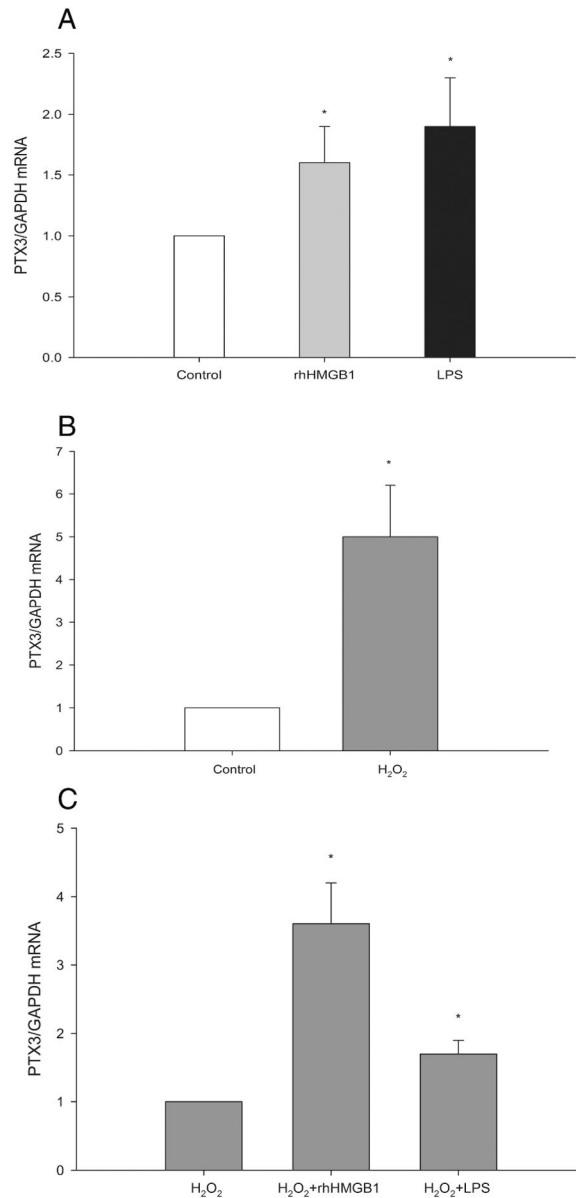 A
PTX3/GAPDH mRNA
2.5
2.0
1.5
1.0
0.5
0.0
*
*
Control rhHMGB1 LPS
B
PTX3/GAPDH mRNA
7
6
5
4
3
2
1
0
*
Control H₂O₂
C
PTX3/GAPDH mRNA
5
4
3
2
1
0
*
*
H₂O₂ H₂O₂+rhHMGB1 H₂O₂+LPS